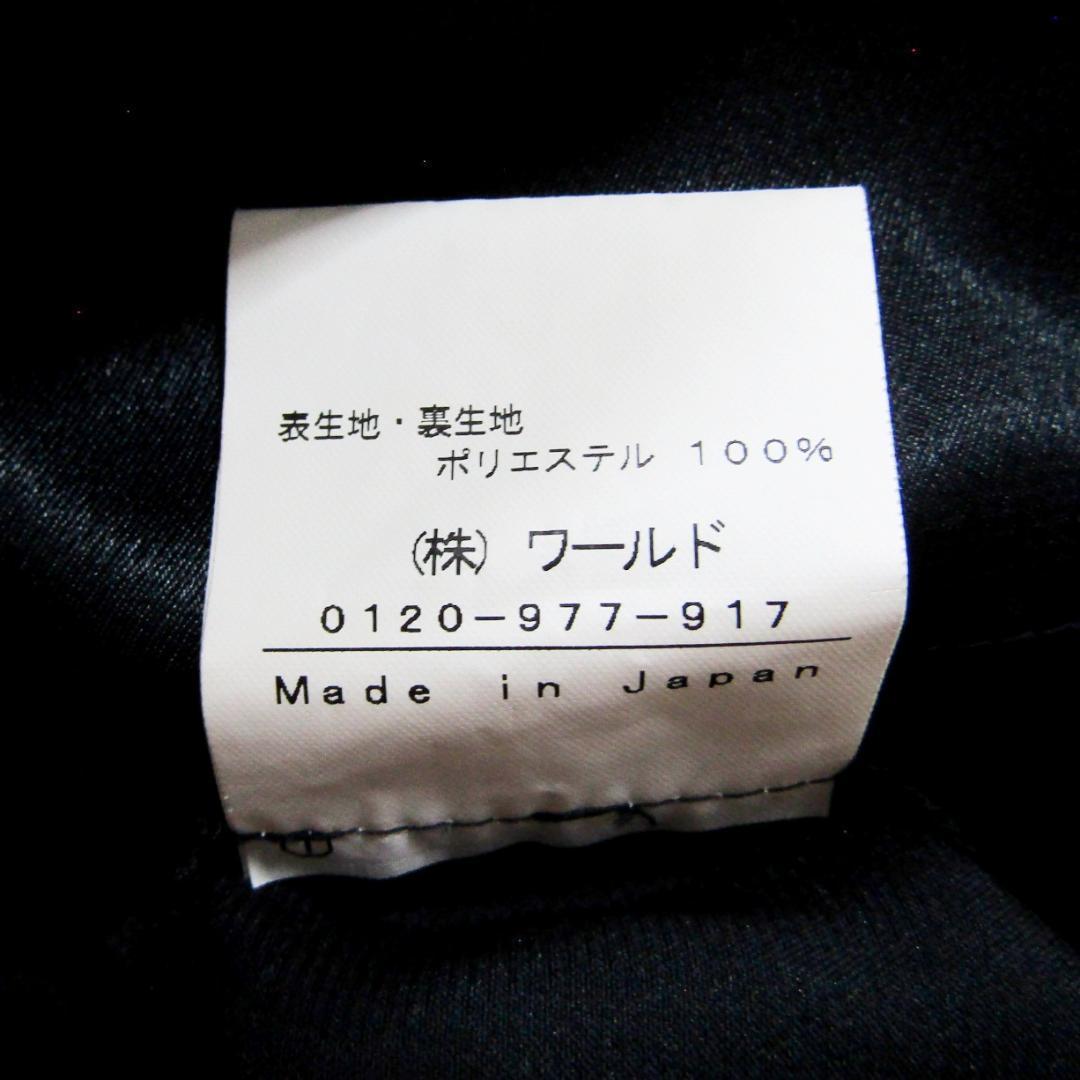 表生地・裏生地
ポリエステル 100%
(株) ワールド
0120-977-917
Made in Japan